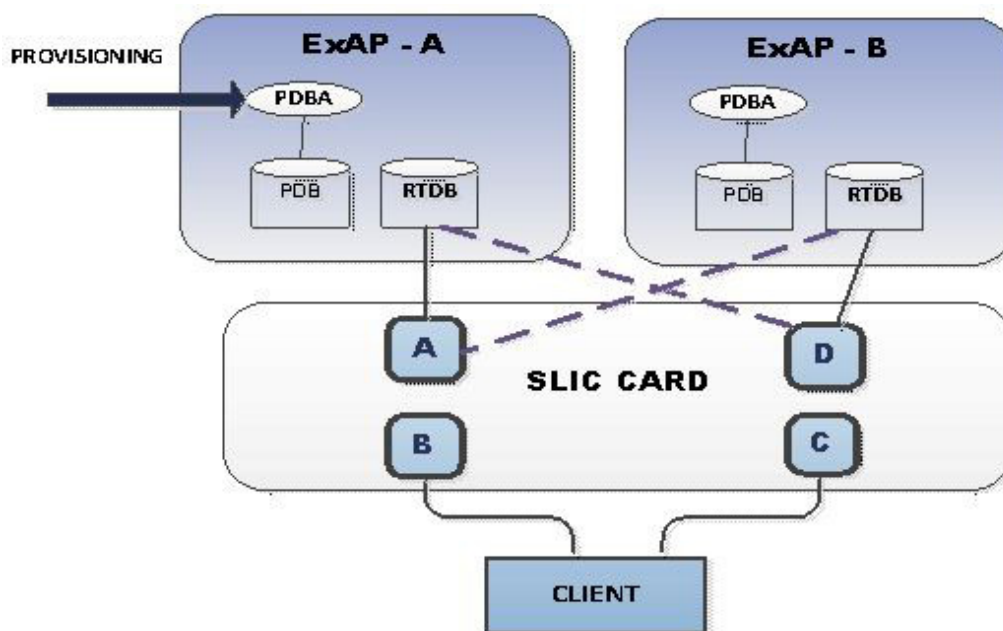 ExAP - A
ExAP - B
PROVISIONING
PDBA
PDBA
PDB
RTDB
PDB
RTDB
A
D
SLIC CARD
B
C
CLIENT